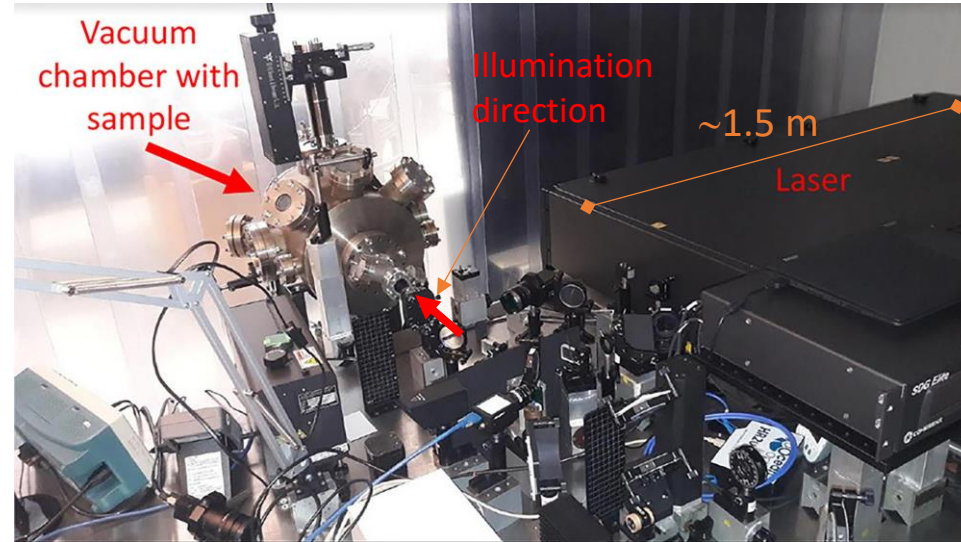 Vacuum
chamber with
sample
Illumination
direction
~1.5 m
Laser
SDG Elite
COHERENT